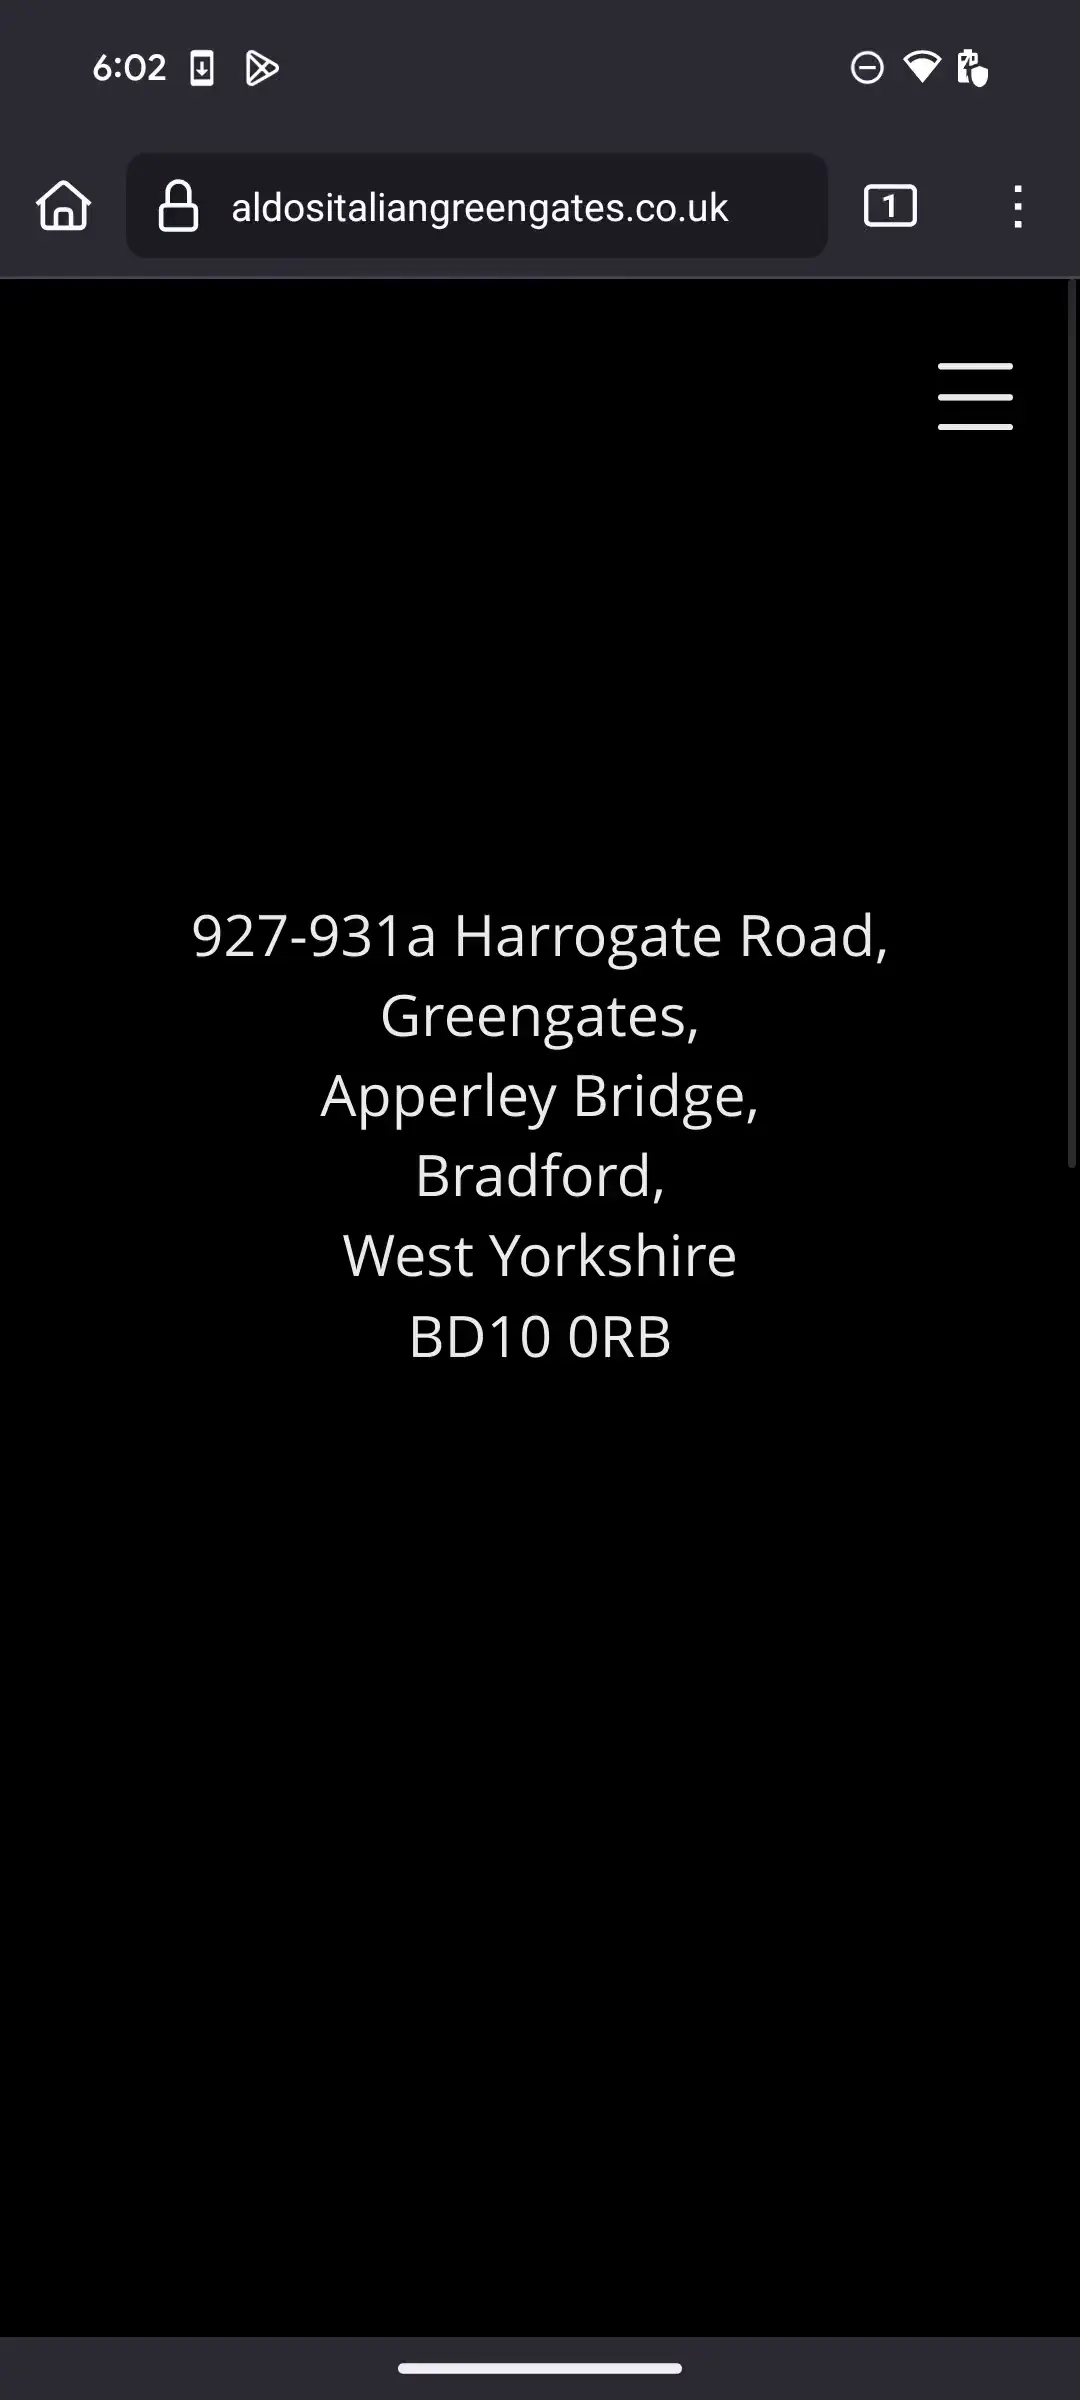 6:02
aldositaliangreengates.co.uk
1
927-931a Harrogate Road,
Greengates,
Apperley Bridge,
Bradford,
West Yorkshire
BD10 0RB